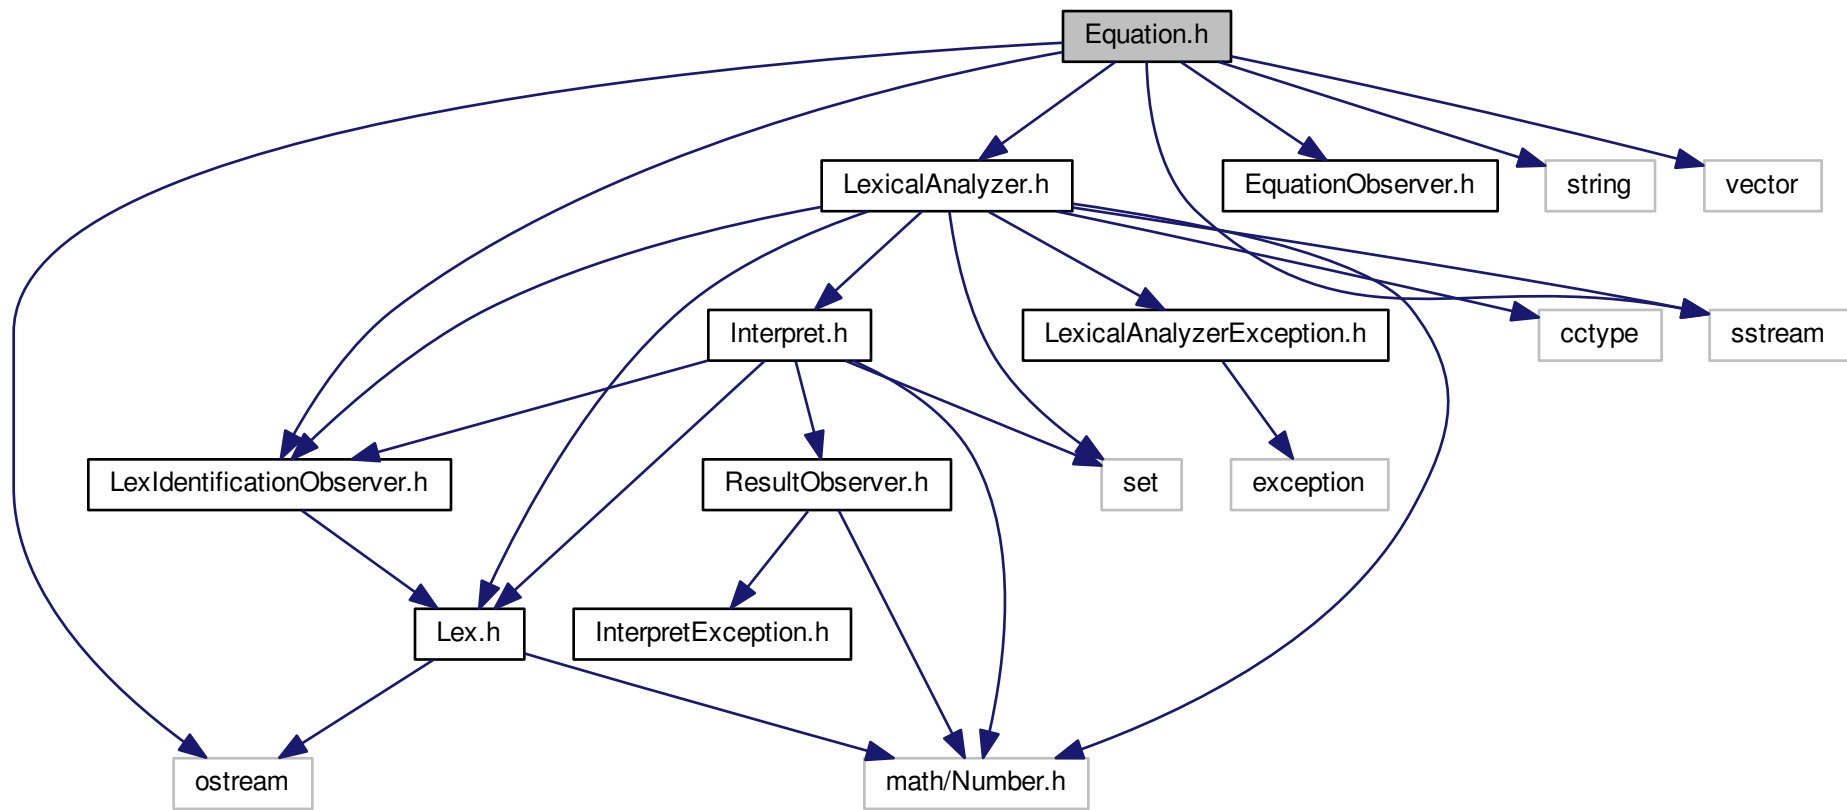 Equation.h
LexicalAnalyzer.h
EquationObserver.h
string
vector
Interpret.h
LexicalAnalyzerException.h
cctype
sstream
LexIdentificationObserver.h
ResultObserver.h
set
exception
Lex.h
InterpretException.h
ostream
math/Number.h